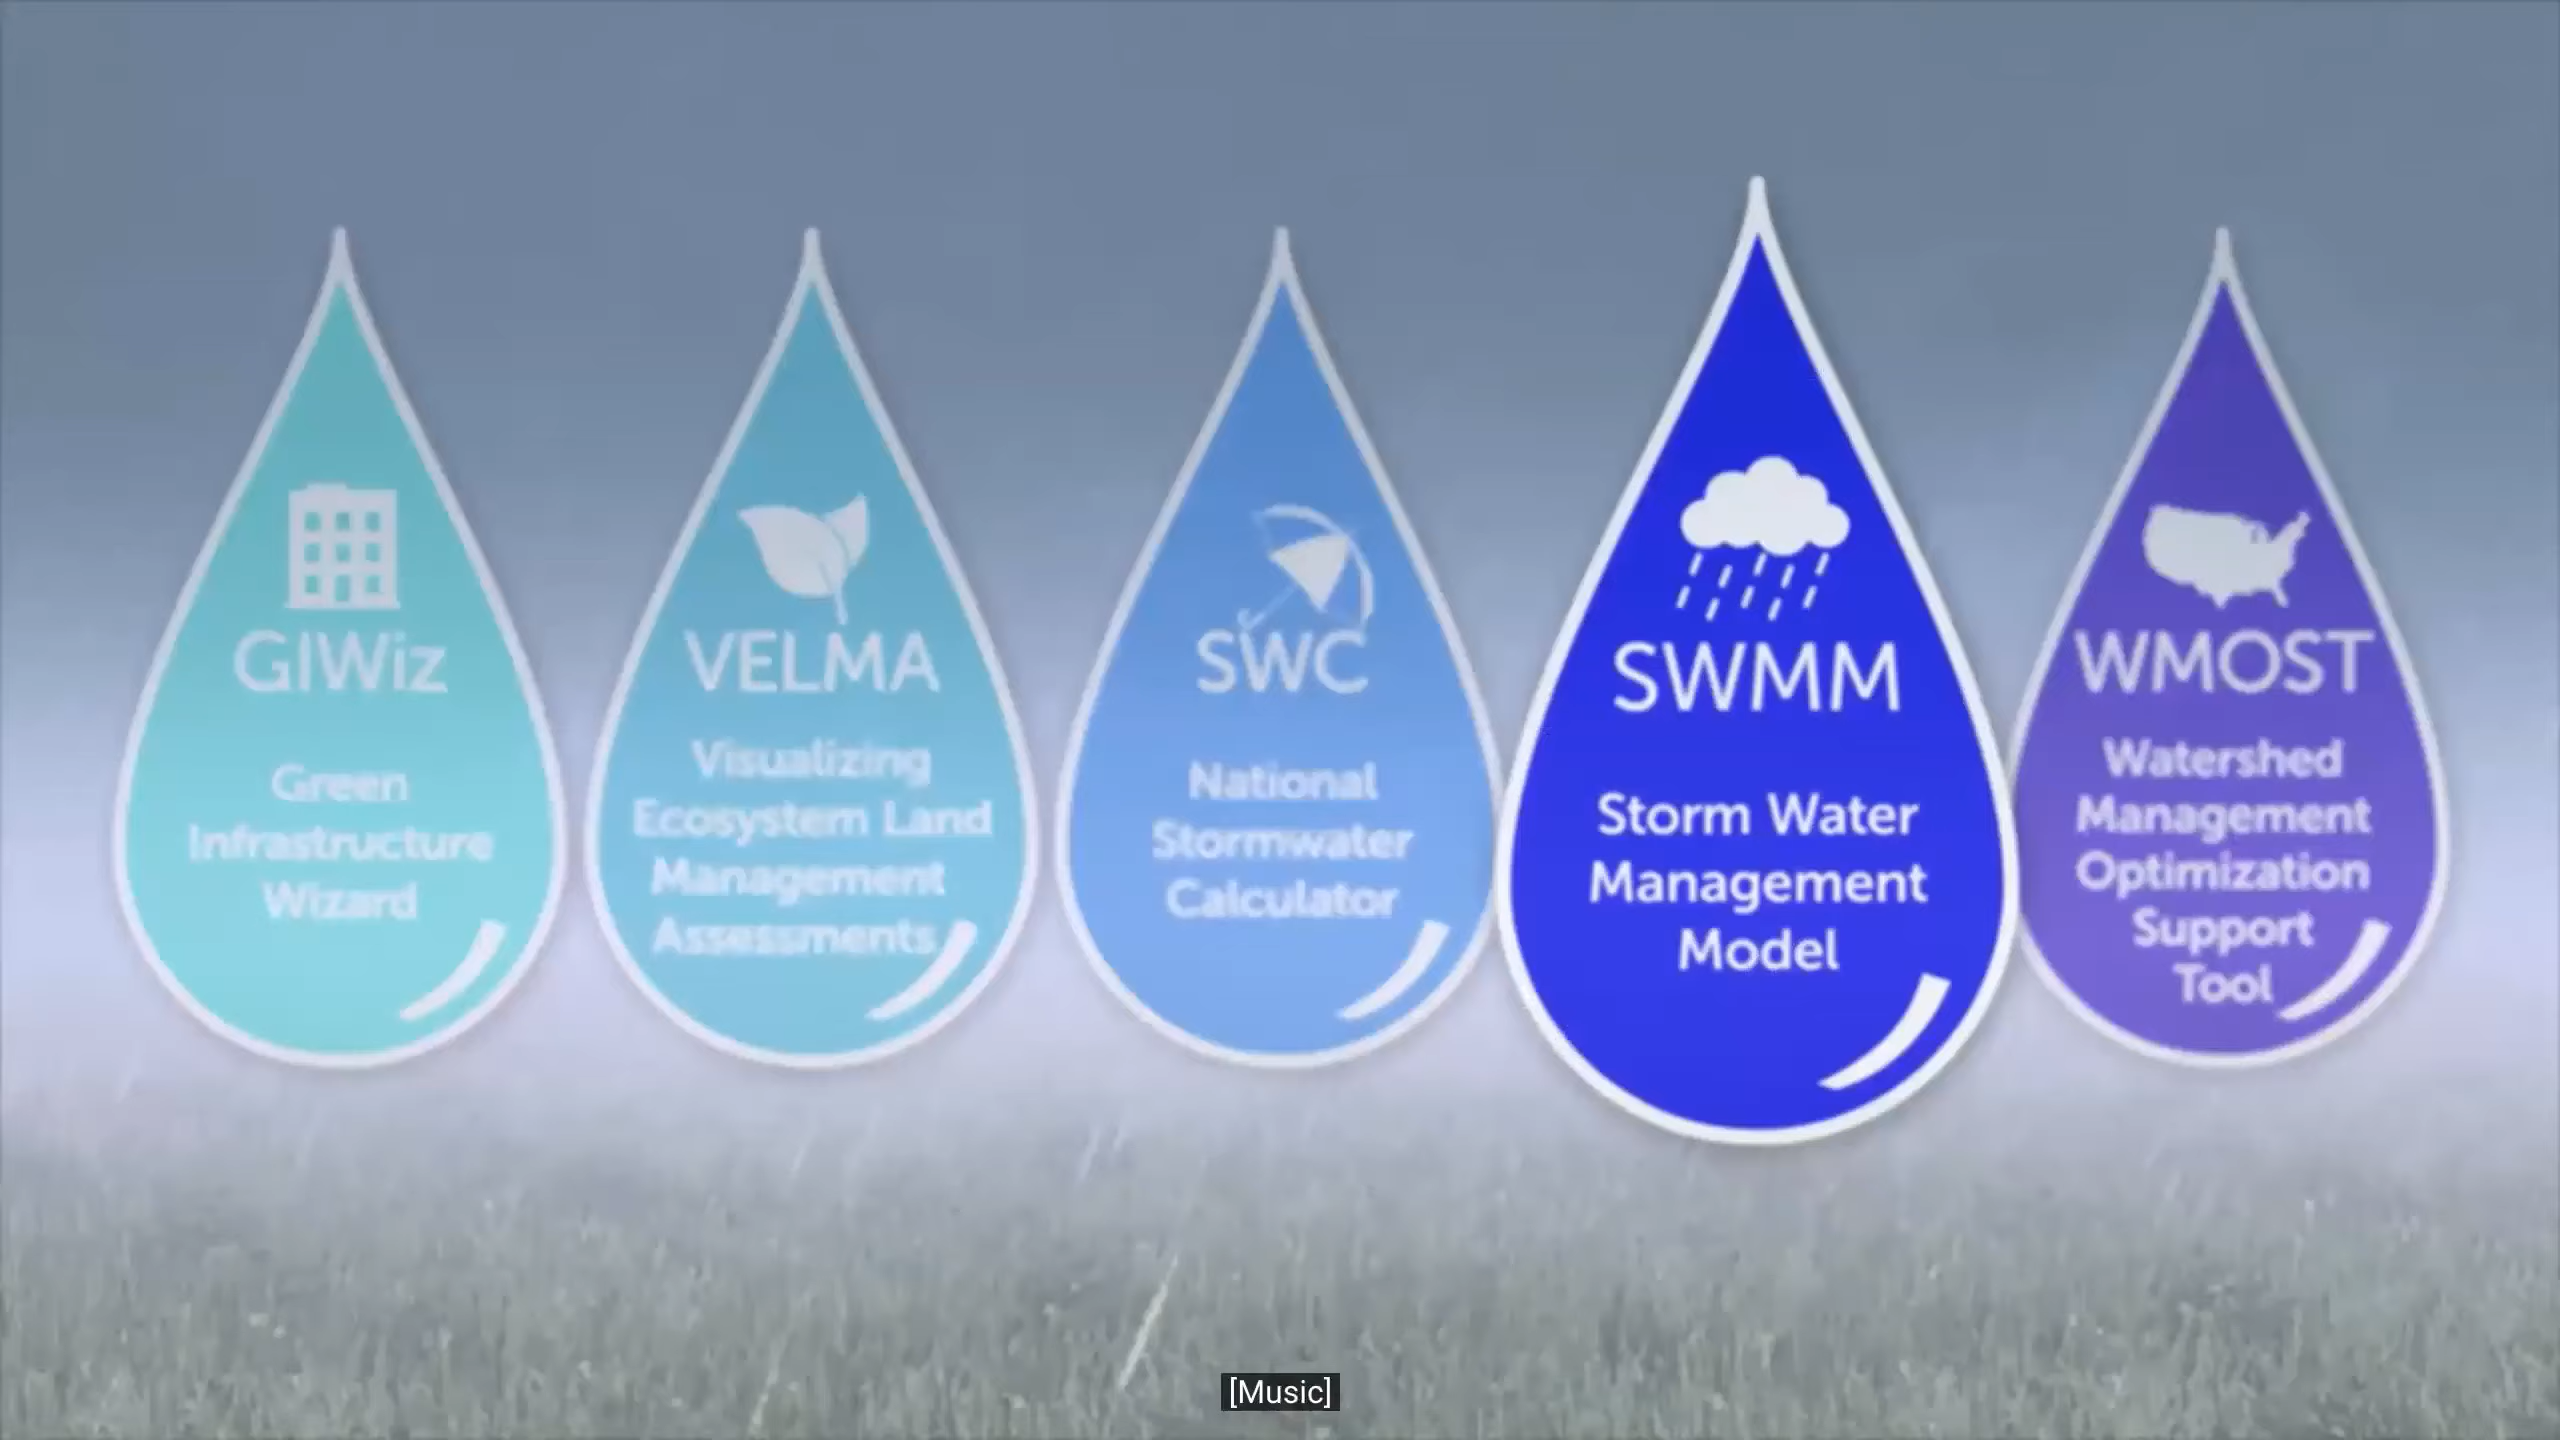 GIWiz
Green
Infrastructure
Wizard
VELMA
Visualizing
Ecosystem Land
Management
Assessments
SWC
National
Stormwater
Calculator
SWMM
Storm Water
Management
Model
WMOST
Watershed
Management
Optimization
Support
Tool
[Music]